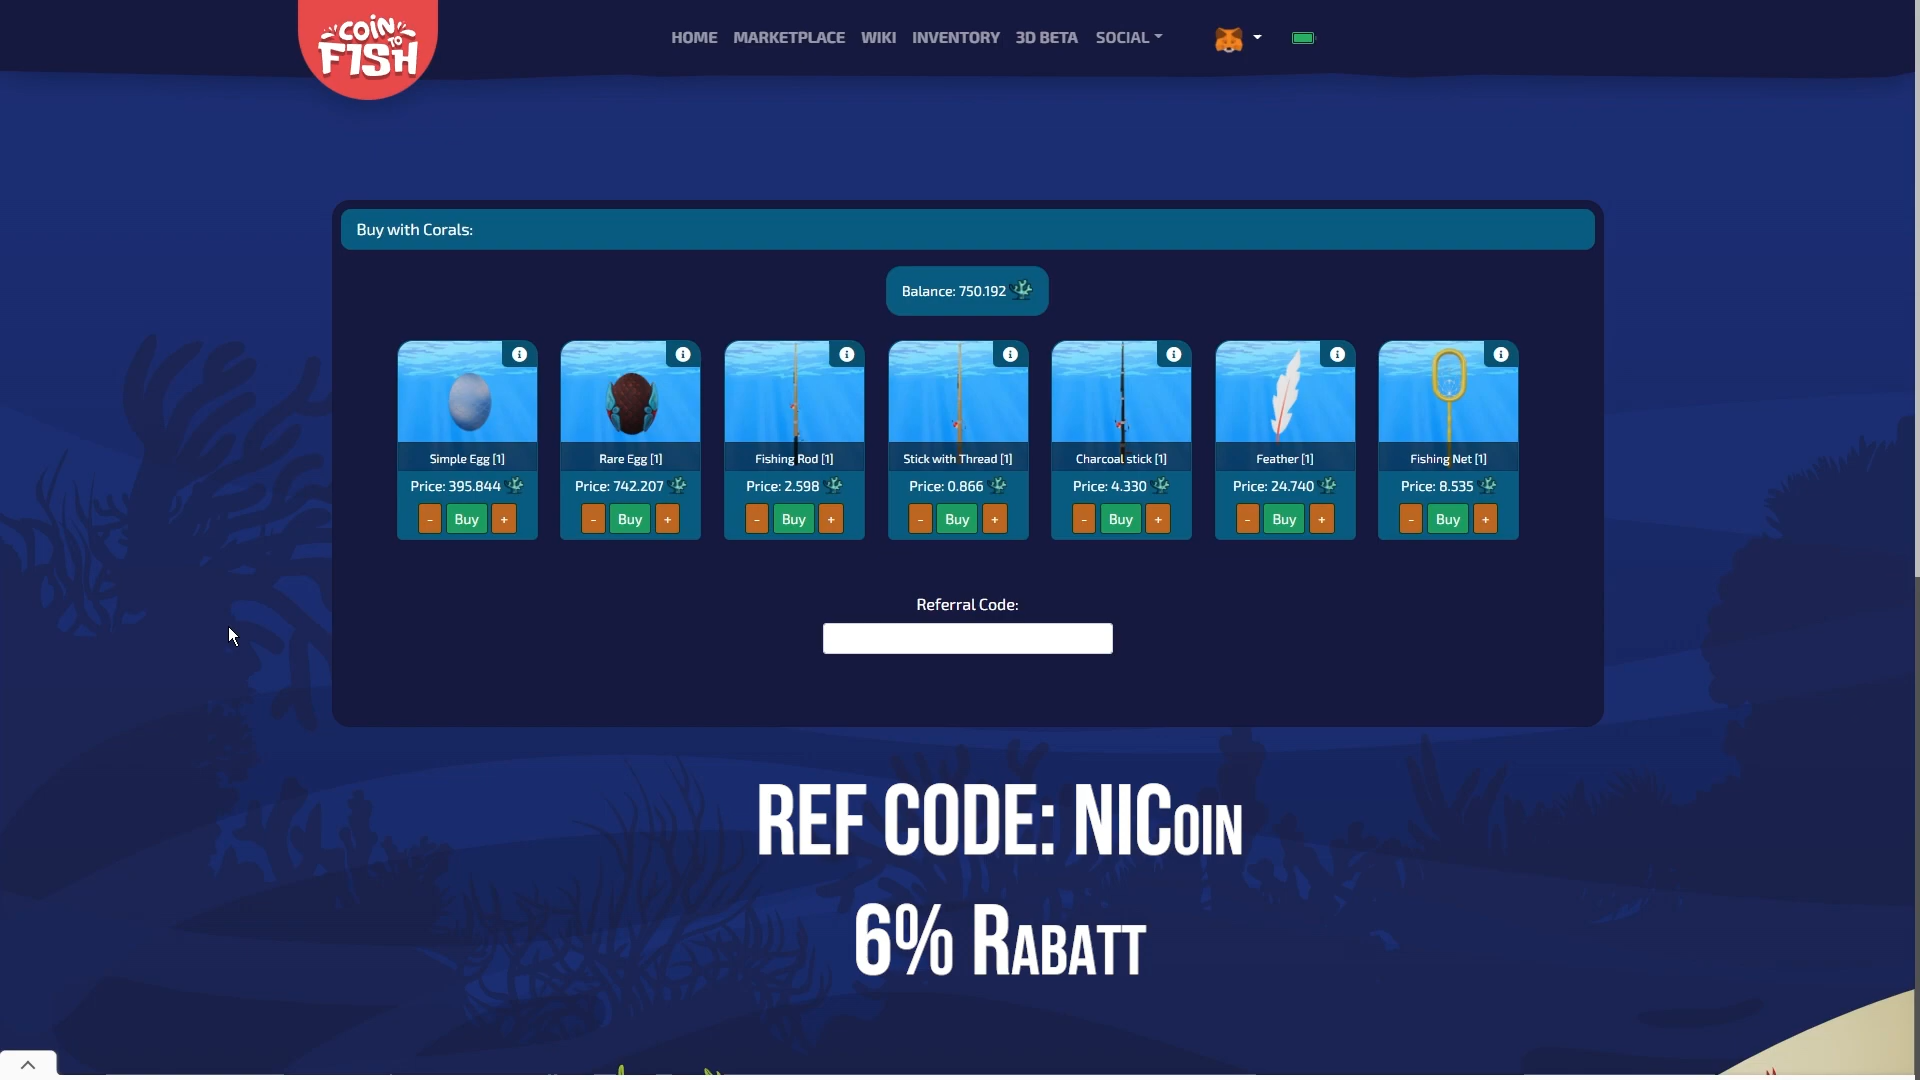 COiN TO FiSH
HOME MARKETPLACE WIKI INVENTORY 3D BETA SOCIAL
Buy with Corals:
Balance: 750.192
Simple Egg [1] Rare Egg [1] Fishing Rod [1] Stick with Thread [1] Charcoal stick [1] Feather [1] Fishing Net [1]
Price: 395.844 Price: 742.207 Price: 2.598 Price: 0.866 Price: 4.330 Price: 24.740 Price: 8.535
- Buy + - Buy + - Buy + - Buy + - Buy + - Buy + - Buy +
Referral Code:
REF CODE: NICOIN
6% RABATT